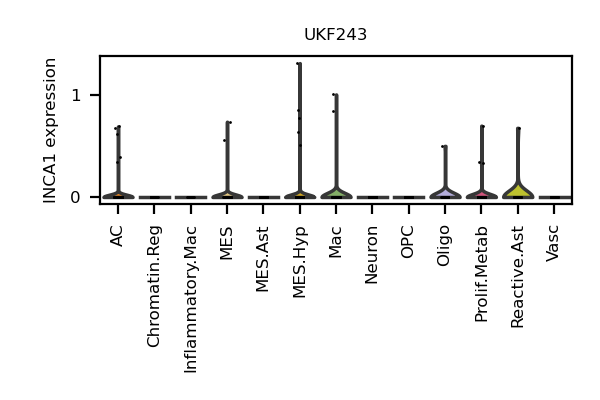 UKF243
INCA1 expression
1
0
AC
Chromatin.Reg
Inflammatory.Mac
MES
MES.Ast
MES.Hyp
Mac
Neuron
OPC
Oligo
Prolif.Metab
Reactive.Ast
Vasc